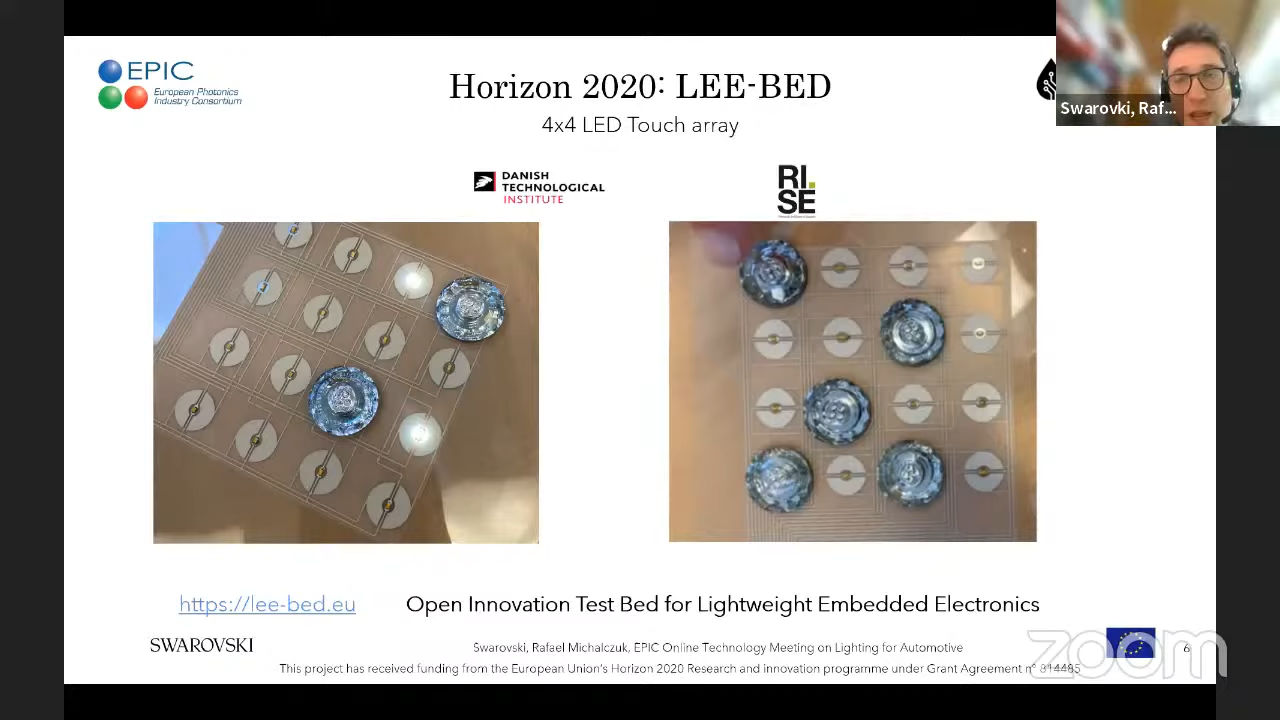 EPIC
European Photonics
Industry Consortium
Horizon 2020: LEE-BED
4x4 LED Touch array
Swarovki, Raf...
DANISH
TECHNOLOGICAL
INSTITUTE
RI.
SE
https://lee-bed.eu
Open Innovation Test Bed for Lightweight Embedded Electronics
SWAROVSKI
Swarovski, Rafael Michalczuk, EPIC Online Technology Meeting on Lighting for Automotive
6
This project has received funding from the European Union's Horizon 2020 Research and innovation programme under Grant Agreement n° 814485
zoom